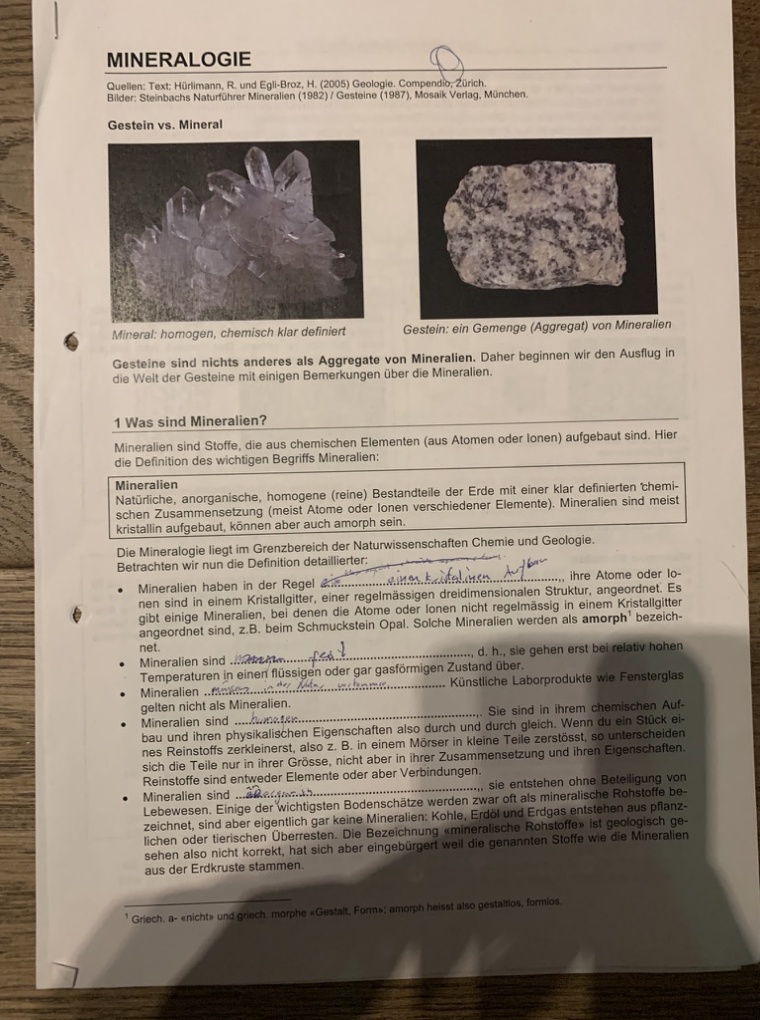 MINERALOGIE
Quellen: Text: Hürlimann, R. und Egli-Broz, H. (2005) Geologie. Compendio, Zürich.
Bilder: Steinbachs Naturführer Mineralien (1982) / Gesteine (1987), Mosaik Verlag, München.
Gestein vs. Mineral
Mineral: homogen, chemisch klar definiert
Gestein: ein Gemenge (Aggregat) von Mineralien
Gesteine sind nichts anderes als Aggregate von Mineralien. Daher beginnen wir den Ausflug in
die Welt der Gesteine mit einigen Bemerkungen über die Mineralien.
1 Was sind Mineralien?
Mineralien sind Stoffe, die aus chemischen Elementen (aus Atomen oder Ionen) aufgebaut sind. Hier
die Definition des wichtigen Begriffs Mineralien:
Mineralien
Natürliche, anorganische, homogene (reine) Bestandteile der Erde mit einer klar definierten chemi-
schen Zusammensetzung (meist Atome oder Ionen verschiedener Elemente). Mineralien sind meist
kristallin aufgebaut, können aber auch amorph sein.
Die Mineralogie liegt im Grenzbereich der Naturwissenschaften Chemie und Geologie.
Betrachten wir nun die Definition detaillierter:
• Mineralien haben in der Regel einen kristalinen Aufbau, ihre Atome oder Io-
nen sind in einem Kristallgitter, einer regelmässigen dreidimensionalen Struktur, angeordnet. Es
gibt einige Mineralien, bei denen die Atome oder Ionen nicht regelmässig in einem Kristallgitter
angeordnet sind, z.B. beim Schmuckstein Opal. Solche Mineralien werden als amorph¹ bezeich-
net.
• Mineralien sind fest, d. h., sie gehen erst bei relativ hohen
Temperaturen in einen flüssigen oder gar gasförmigen Zustand über.
• Mineralien in der Natur vorkommen. Künstliche Laborprodukte wie Fensterglas
gelten nicht als Mineralien.
• Mineralien sind homogen. Sie sind in ihrem chemischen Auf-
bau und ihren physikalischen Eigenschaften also durch und durch gleich. Wenn du ein Stück ei-
nes Reinstoffs zerkleinerst, also z. B. in einem Mörser in kleine Teile zerstösst, so unterscheiden
sich die Teile nur in ihrer Grösse, nicht aber in ihrer Zusammensetzung und ihren Eigenschaften.
Reinstoffe sind entweder Elemente oder aber Verbindungen.
• Mineralien sind, sie entstehen ohne Beteiligung von
Lebewesen. Einige der wichtigsten Bodenschätze werden zwar oft als mineralische Rohstoffe be-
zeichnet, sind aber eigentlich gar keine Mineralien: Kohle, Erdöl und Erdgas entstehen aus pflanz-
lichen oder tierischen Überresten. Die Bezeichnung «mineralische Rohstoffe» ist geologisch ge-
sehen also nicht korrekt, hat sich aber eingebürgert weil die genannten Stoffe wie die Mineralien
aus der Erdkruste stammen.
¹ Griech. a- «nicht» und griech. morphe «Gestalt, Form»; amorph heisst also gestaltlos, formlos.